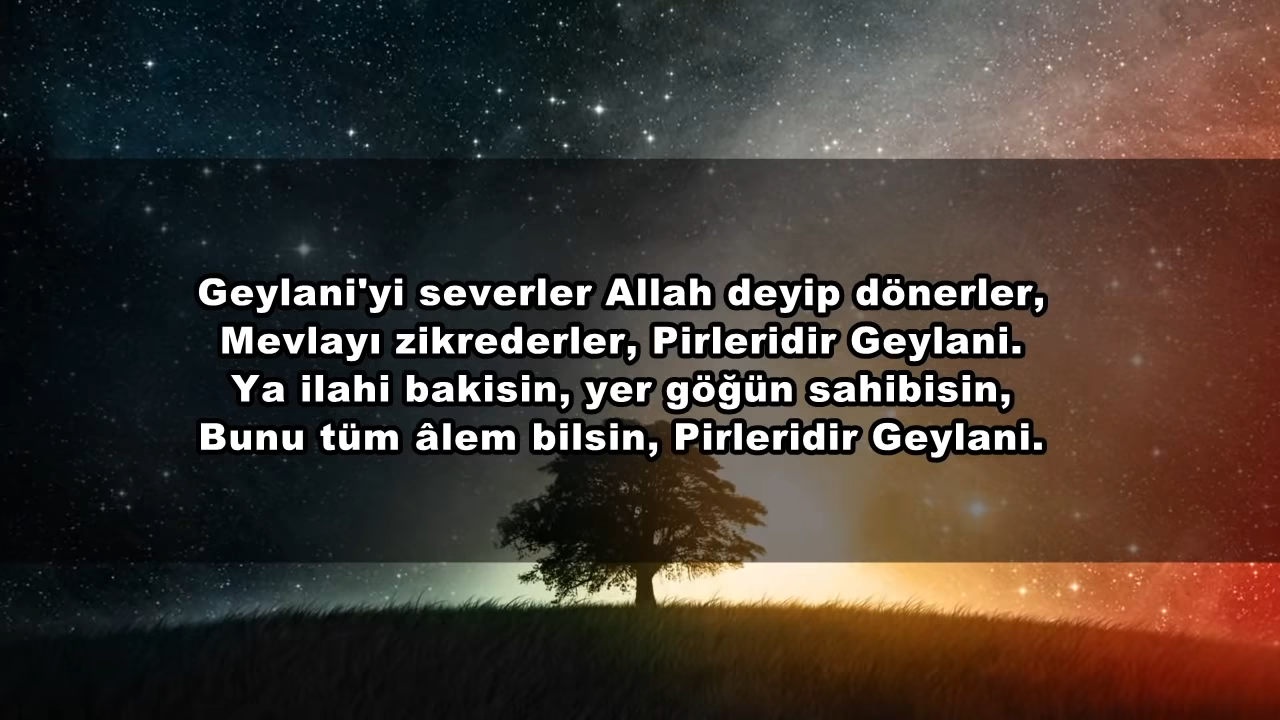 Geylani'yi severler Allah deyip dönerler,
Mevlayı zikrederler, Pirleridir Geylani.
Ya ilahi bakisin, yer göğün sahibisin,
Bunu tüm âlem bilsin, Pirleridir Geylani.